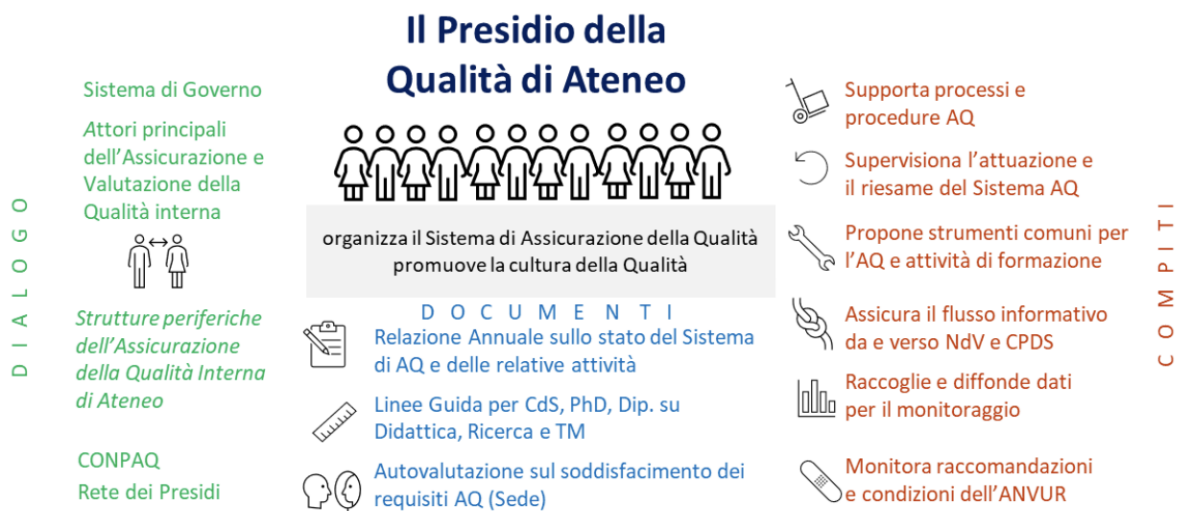 Il Presidio della
Qualità di Ateneo
DIALOGO
Sistema di Governo
Attori principali
dell'Assicurazione e
Valutazione della
Qualità interna
Strutture periferiche
dell'Assicurazione
della Qualità Interna
di Ateneo
CONPAQ
Rete dei Presidi
organizza il Sistema di Assicurazione della Qualità
promuove la cultura della Qualità
DOCUMENTI
Relazione Annuale sullo stato del Sistema
di AQ e delle relative attività
Linee Guida per CdS, PhD, Dip. su
Didattica, Ricerca e TM
Autovalutazione sul soddisfacimento dei
requisiti AQ (Sede)
COMPITI
Supporta processi e
procedure AQ
Supervisiona l'attuazione e
il riesame del Sistema AQ
Propone strumenti comuni per
l'AQ e attività di formazione
Assicura il flusso informativo
da e verso NdV e CPDS
Raccoglie e diffonde dati
per il monitoraggio
Monitora raccomandazioni
e condizioni dell'ANVUR